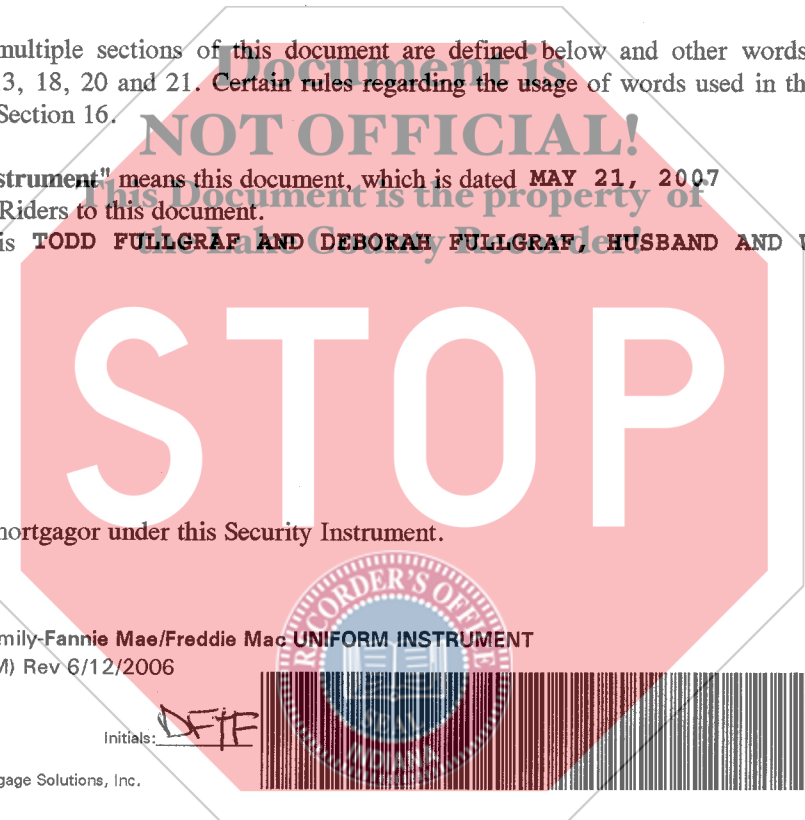 multiple sections of this document are defined below and other words
3, 18, 20 and 21. Certain rules regarding the usage of words used in th
Section 16.
Document is
NOT OFFICIAL!
This Document is the property of
the Lake County Recorder!
strument" means this document, which is dated MAY 21, 2007
Riders to this document.
is TODD FULLGRAF AND DEBORAH FULLGRAF, HUSBAND AND W
STOP
nortgagor under this Security Instrument.
RECORDER'S OFFICE
SEAL
INDIANA
mily-Fannie Mae/Freddie Mac UNIFORM INSTRUMENT
M) Rev 6/12/2006
Initials: DFTF
gage Solutions, Inc.